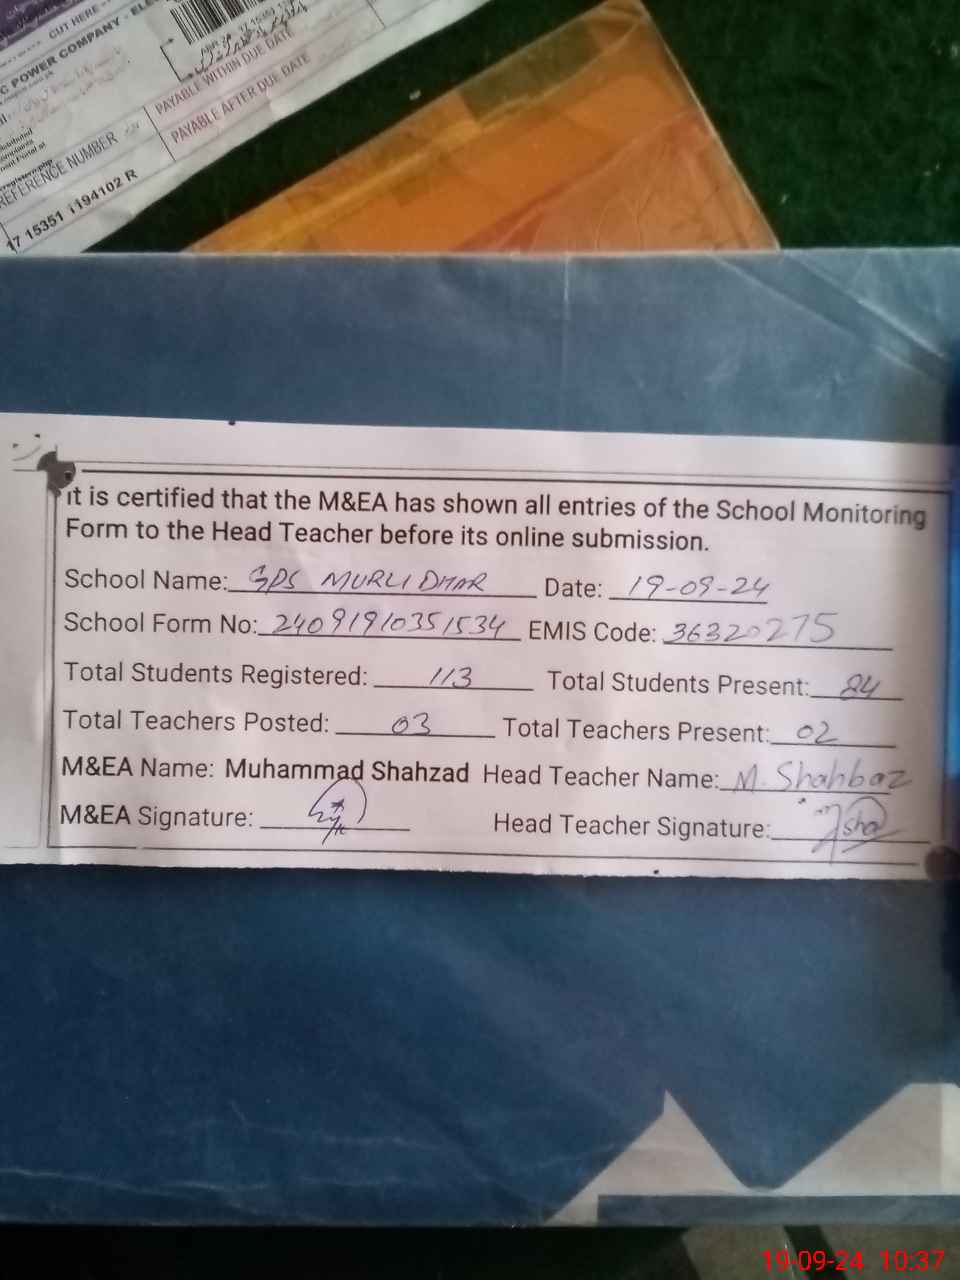 CUT HERE
C POWER COMPANY - ELE
PAYABLE WITHIN DUE DATE
PAYABLE AFTER DUE DATE
REFERENCE NUMBER
17 15351 1194102 R
It is certified that the M&EA has shown all entries of the School Monitoring
Form to the Head Teacher before its online submission.
School Name: GPS MURLI DHAR Date: 19-09-24
School Form No: 24091910351534 EMIS Code: 36320275
Total Students Registered: 113 Total Students Present: 84
Total Teachers Posted: 03 Total Teachers Present: 02
M&EA Name: Muhammad Shahzad Head Teacher Name: M. Shahbaz
M&EA Signature: Head Teacher Signature:
19-09-24 10:37